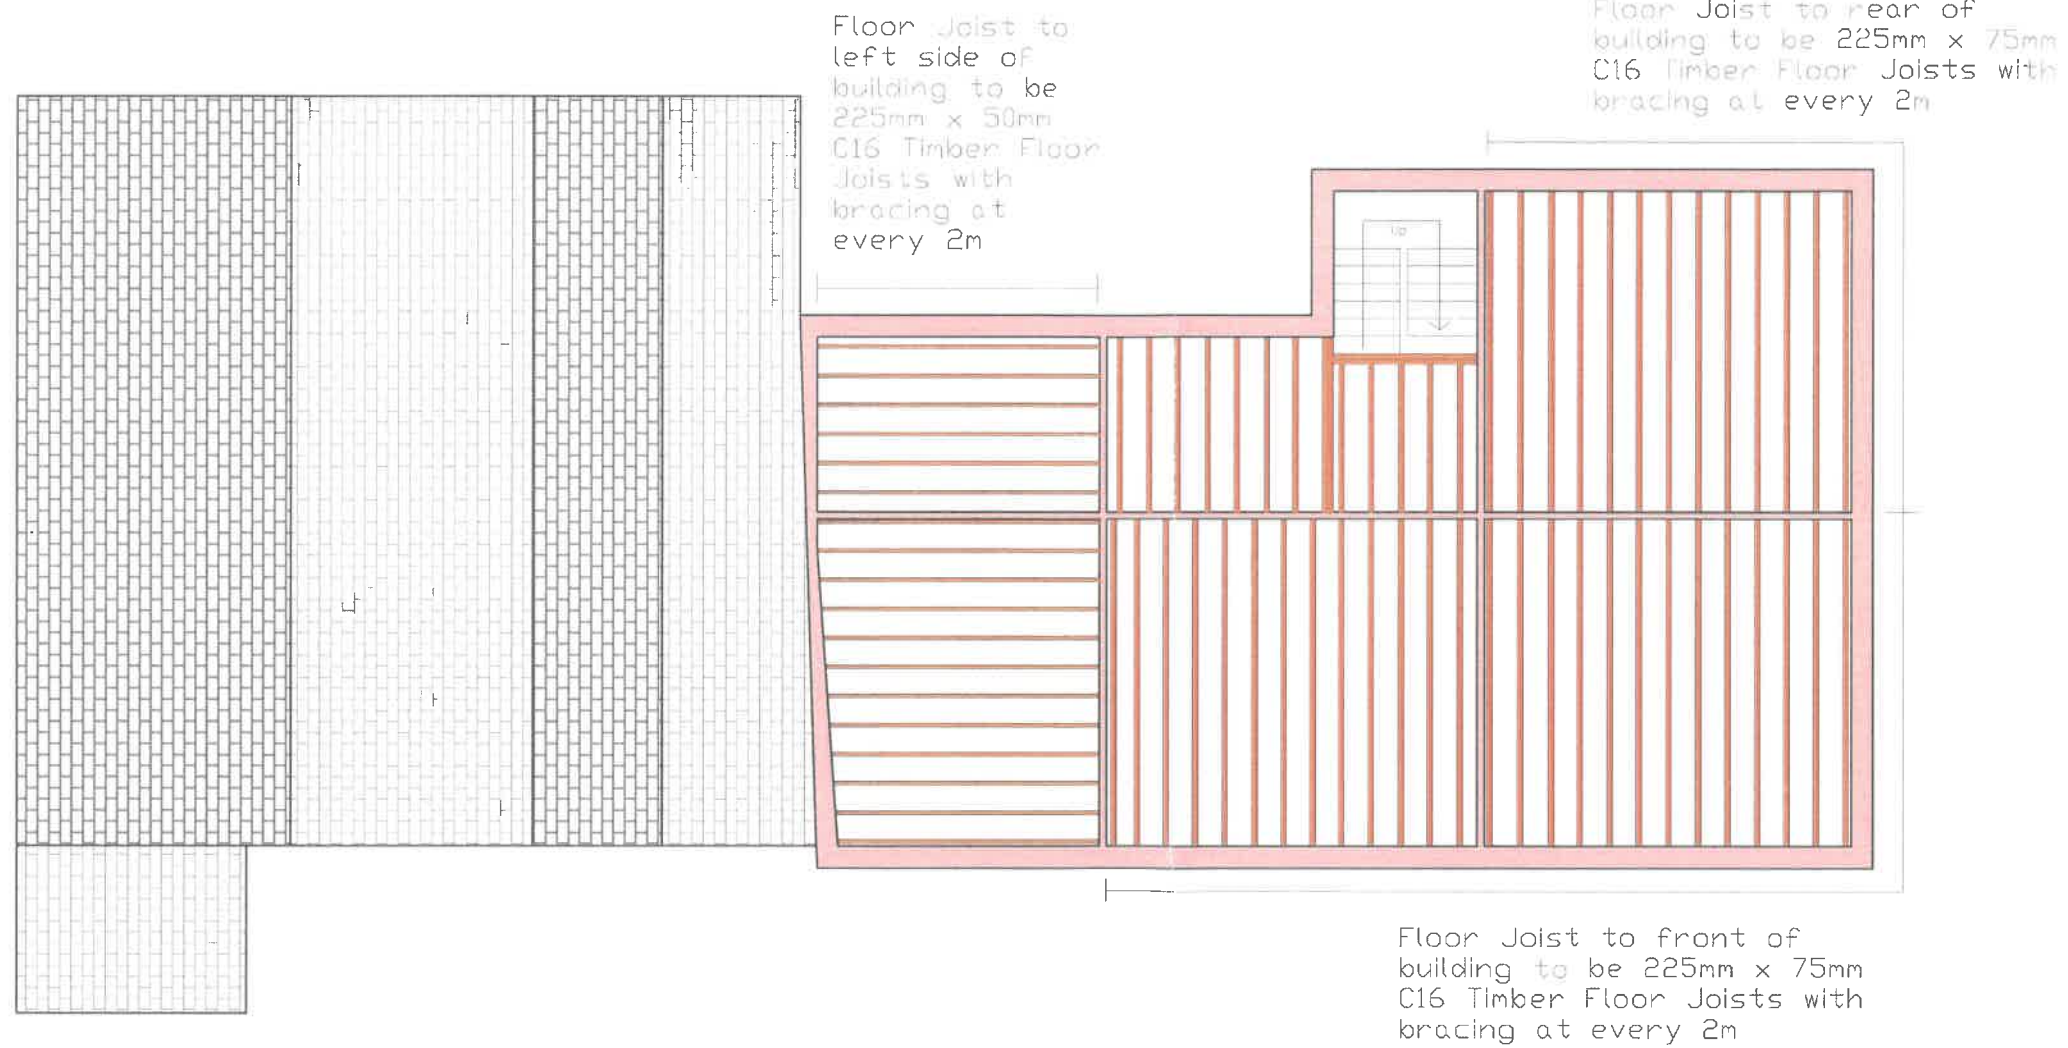 Floor Joist to
left side of
building to be
225mm x 50mm
C16 Timber Floor
Joists with
bracing at
every 2m
Floor Joist to rear of
building to be 225mm x 75mm
C16 Timber Floor Joists with
bracing at every 2m
Up
Floor Joist to front of
building to be 225mm x 75mm
C16 Timber Floor Joists with
bracing at every 2m